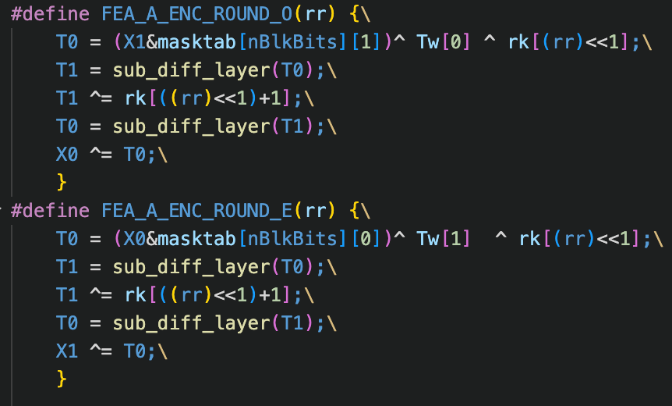 #define FEA_A_ENC_ROUND_O(rr) {\
    T0 = (X1&masktab[nBlkBits][1])^ Tw[0] ^ rk[(rr)<<1];\
    T1 = sub_diff_layer(T0);\
    T1 ^= rk[((rr)<<1)+1];\
    T0 = sub_diff_layer(T1);\
    X0 ^= T0;\
    }
#define FEA_A_ENC_ROUND_E(rr) {\
    T0 = (X0&masktab[nBlkBits][0])^ Tw[1]  ^ rk[(rr)<<1];\
    T1 = sub_diff_layer(T0);\
    T1 ^= rk[((rr)<<1)+1];\
    T0 = sub_diff_layer(T1);\
    X1 ^= T0;\
    }